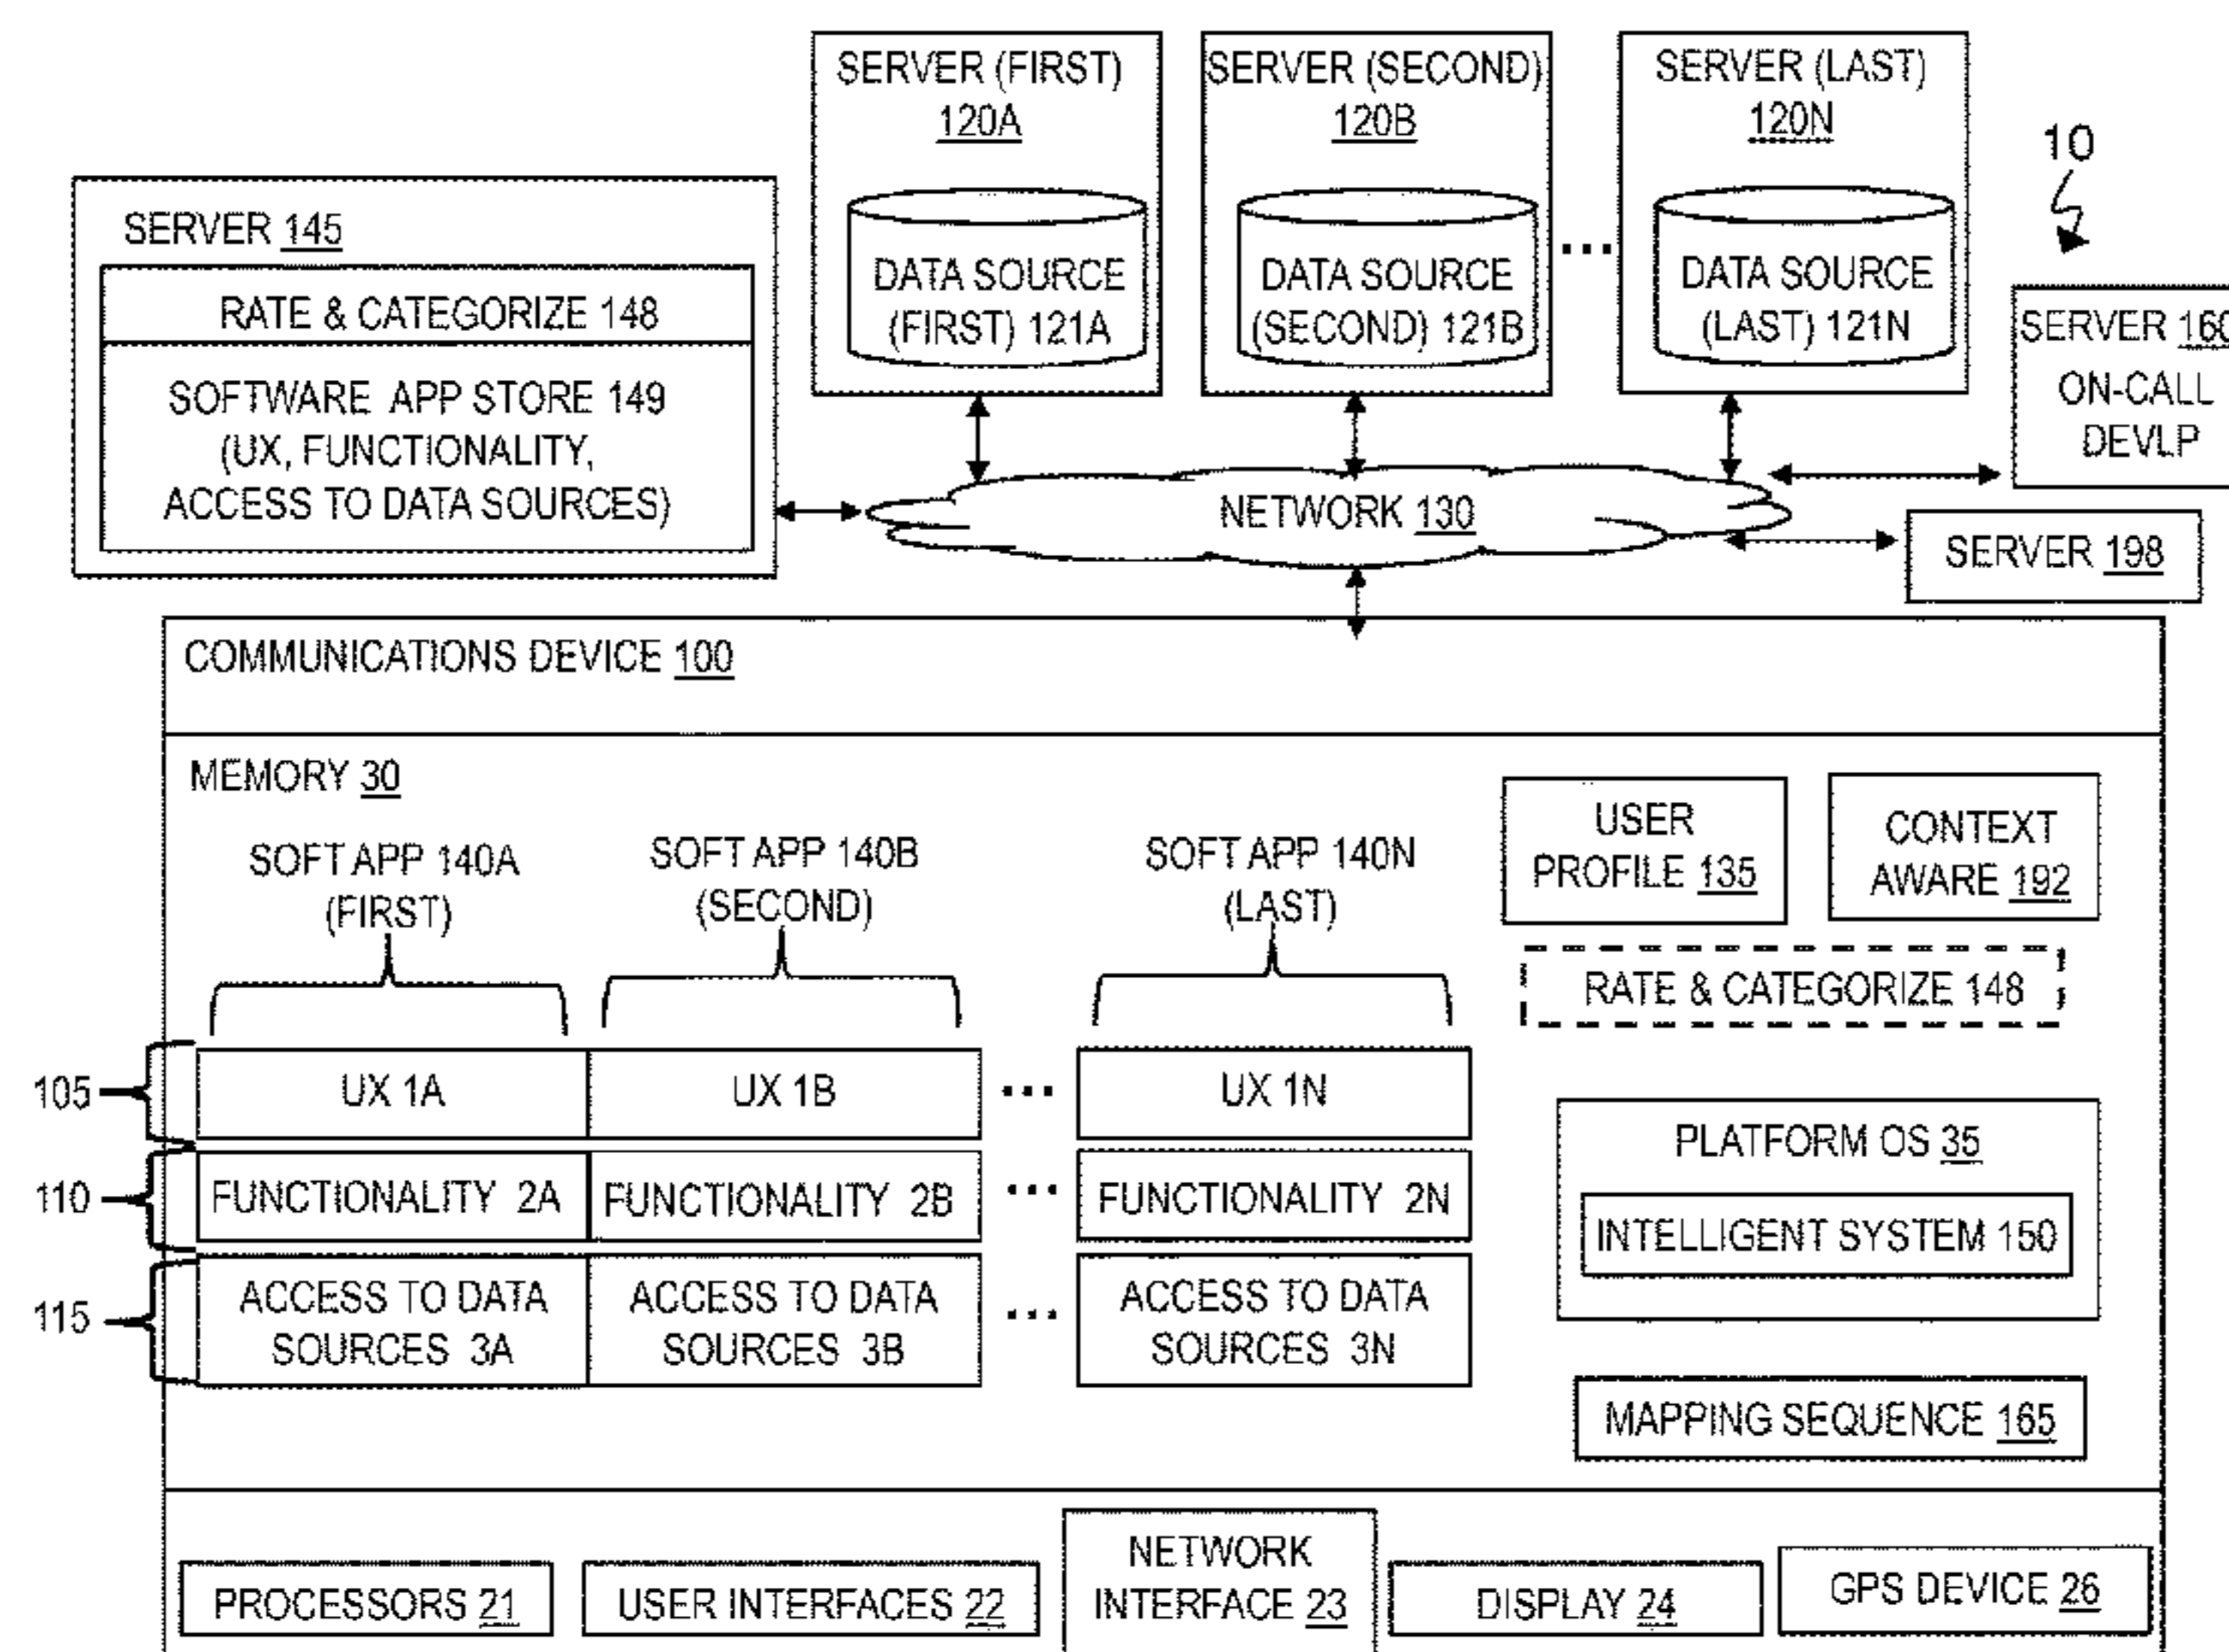 SERVER (FIRST)
120A
DATA SOURCE
(FIRST) 121A
SERVER (SECOND)
120B
DATA SOURCE
(SECOND) 121B
...
SERVER (LAST)
120N
DATA SOURCE
(LAST) 121N
10
SERVER 145
RATE & CATEGORIZE 148
SOFTWARE APP STORE 149
(UX, FUNCTIONALITY,
ACCESS TO DATA SOURCES)
SERVER 160
ON-CALL
DEVLP
NETWORK 130
SERVER 198
COMMUNICATIONS DEVICE 100
MEMORY 30
SOFT APP 140A
(FIRST)
SOFT APP 140B
(SECOND)
SOFT APP 140N
(LAST)
USER
PROFILE 135
CONTEXT
AWARE 192
RATE & CATEGORIZE 148
105
UX 1A
UX 1B
...
UX 1N
110
FUNCTIONALITY 2A
FUNCTIONALITY 2B
...
FUNCTIONALITY 2N
115
ACCESS TO DATA
SOURCES 3A
ACCESS TO DATA
SOURCES 3B
...
ACCESS TO DATA
SOURCES 3N
PLATFORM OS 35
INTELLIGENT SYSTEM 150
MAPPING SEQUENCE 165
PROCESSORS 21
USER INTERFACES 22
NETWORK
INTERFACE 23
DISPLAY 24
GPS DEVICE 26